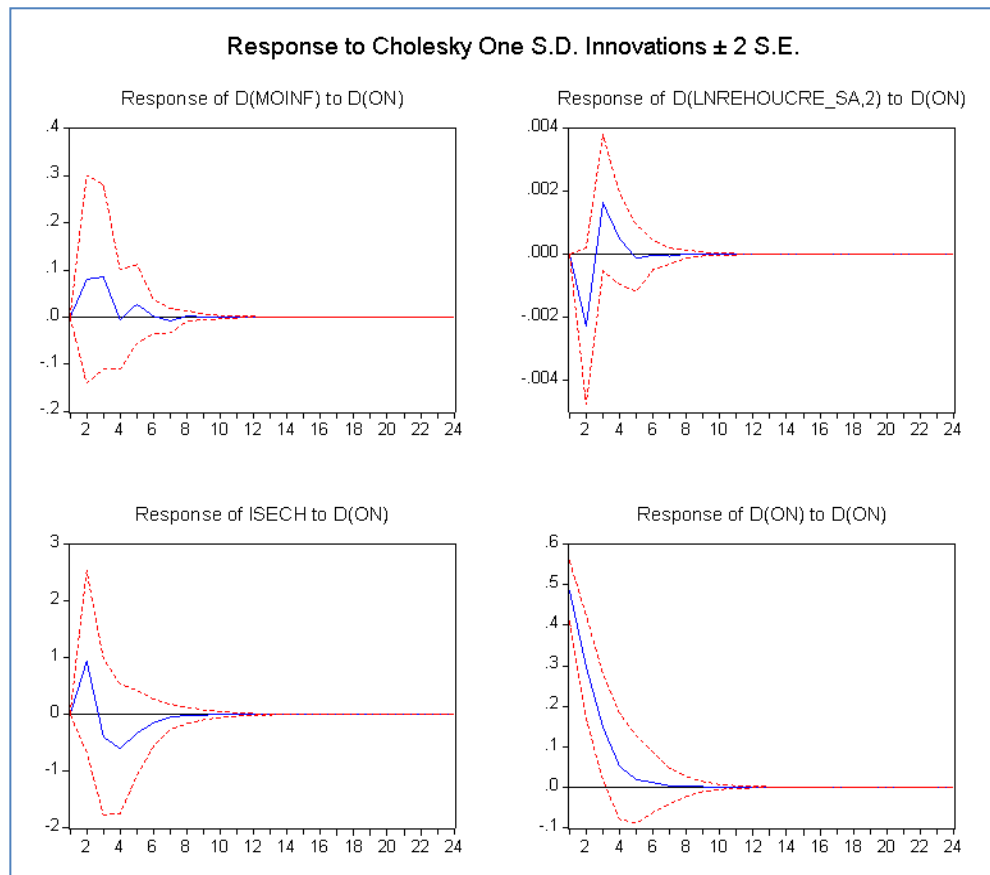 Response to Cholesky One S.D. Innovations ± 2 S.E.
Response of D(MOINF) to D(ON)
.4
.3
.2
.1
.0
-.1
-.2
2 4 6 8 10 12 14 16 18 20 22 24
Response of D(LNREHOUCRE_SA,2) to D(ON)
.004
.002
.000
-.002
-.004
2 4 6 8 10 12 14 16 18 20 22 24
Response of ISECH to D(ON)
3
2
1
0
-1
-2
2 4 6 8 10 12 14 16 18 20 22 24
Response of D(ON) to D(ON)
.6
.5
.4
.3
.2
.1
.0
-.1
2 4 6 8 10 12 14 16 18 20 22 24